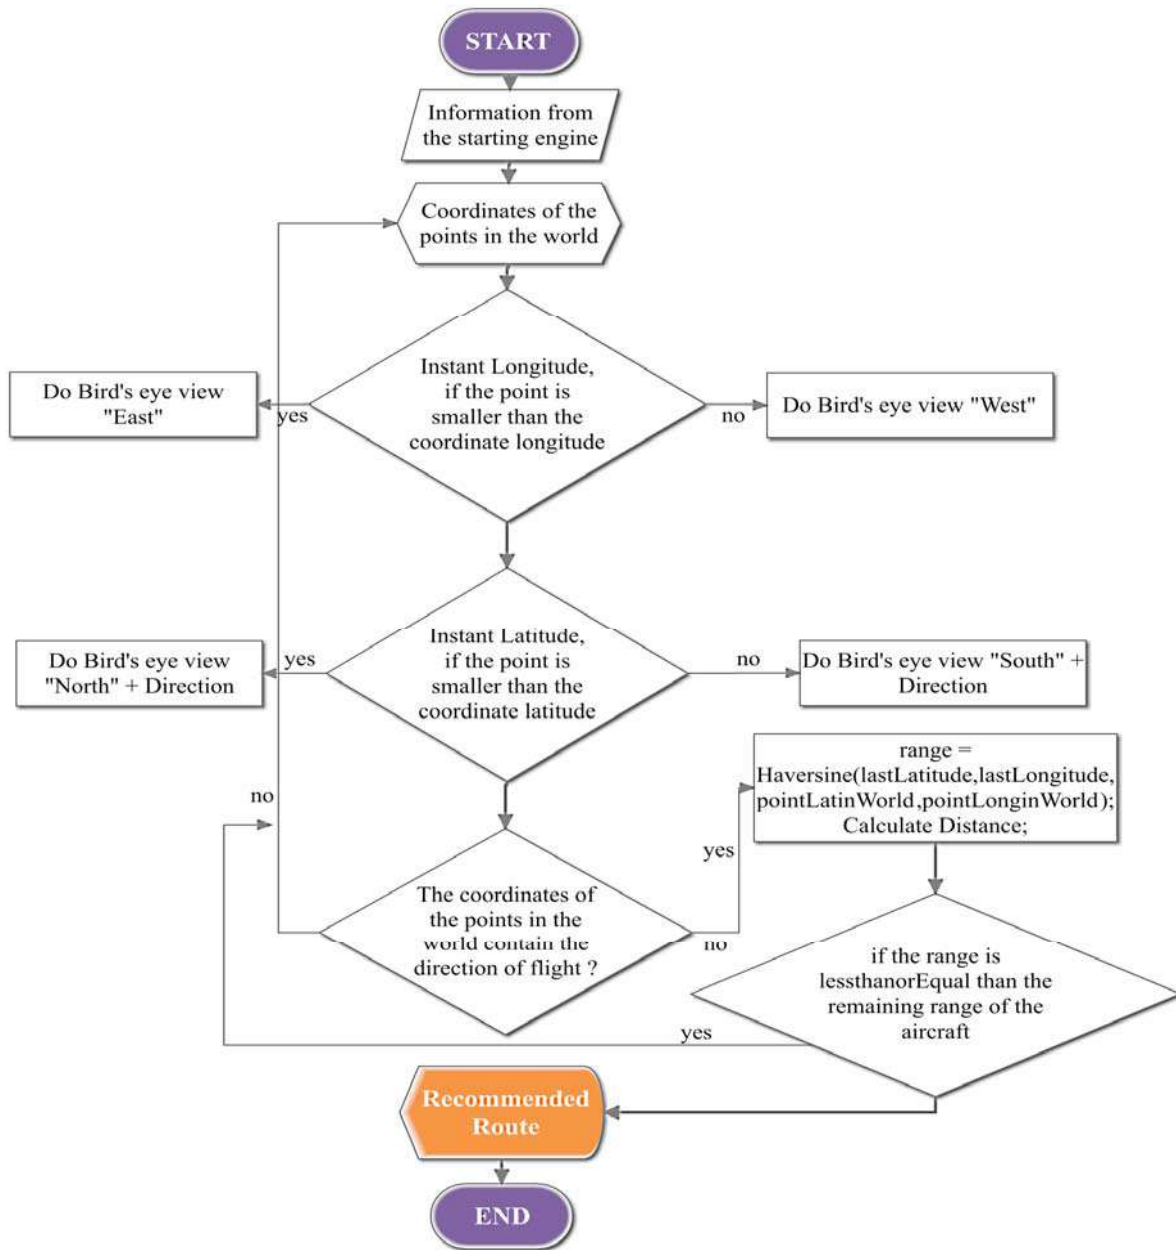 START
Information from
the starting engine
Coordinates of the
points in the world
Instant Longitude,
if the point is
smaller than the
coordinate longitude
Do Bird's eye view
"East"
yes
no
Do Bird's eye view "West"
Instant Latitude,
if the point is
smaller than the
coordinate latitude
Do Bird's eye view
"North" + Direction
yes
no
Do Bird's eye view "South" +
Direction
range =
Haversine(lastLatitude,lastLongitude,
pointLatinWorld,pointLonginWorld);
Calculate Distance;
no
yes
The coordinates of
the points in the
world contain the
direction of flight ?
no
if the range is
lessthanorEqual than the
remaining range of the
aircraft
yes
Recommended
Route
END